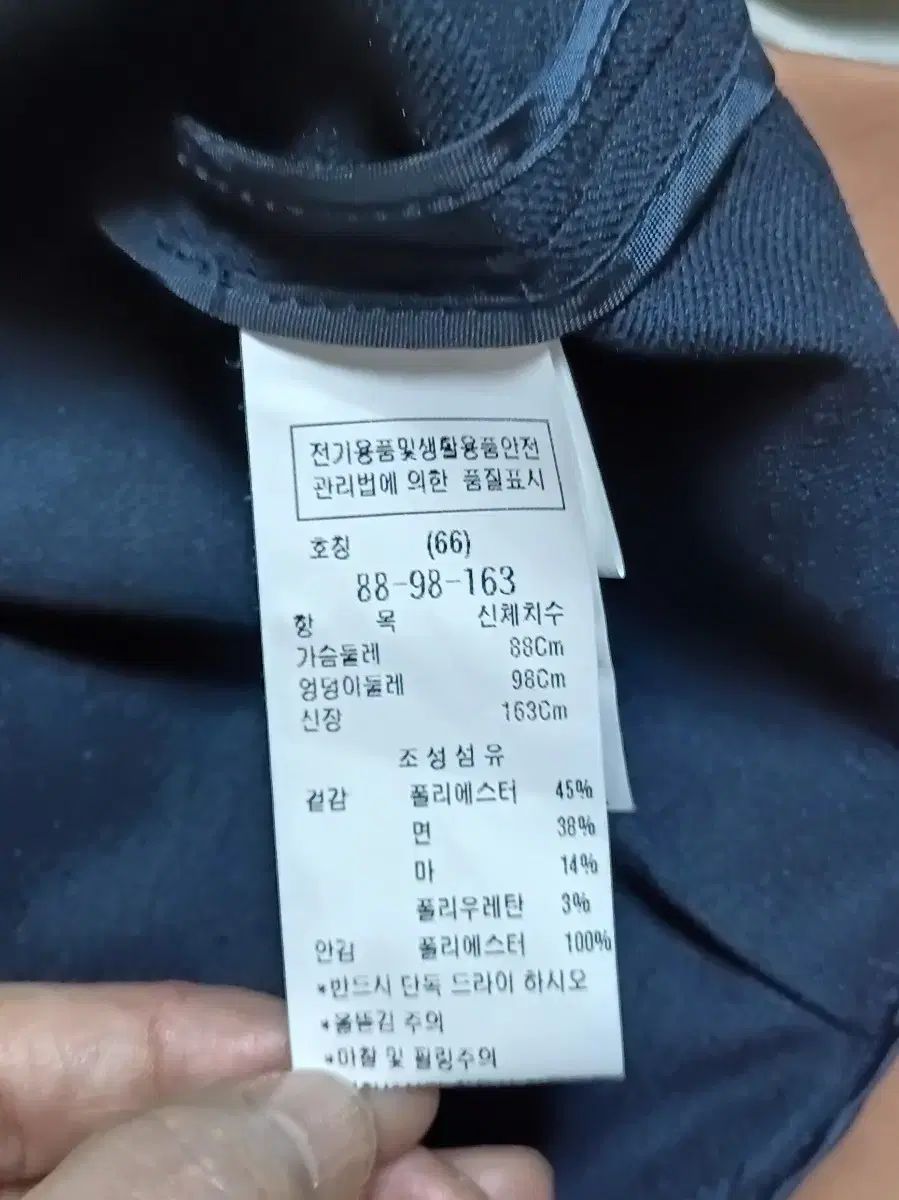 전기용품및생활용품안전
관리법에 의한 품질표시
호칭 (66)
88-98-163
항 목 신체치수
가슴둘레 88Cm
엉덩이둘레 98Cm
신장 163Cm
조성섬유
겉감 폴리에스터 45%
면 38%
마 14%
폴리우레탄 3%
안감 폴리에스터 100%
*반드시 단독 드라이 하시오
*올뜯김 주의
*마찰 및 필링주의